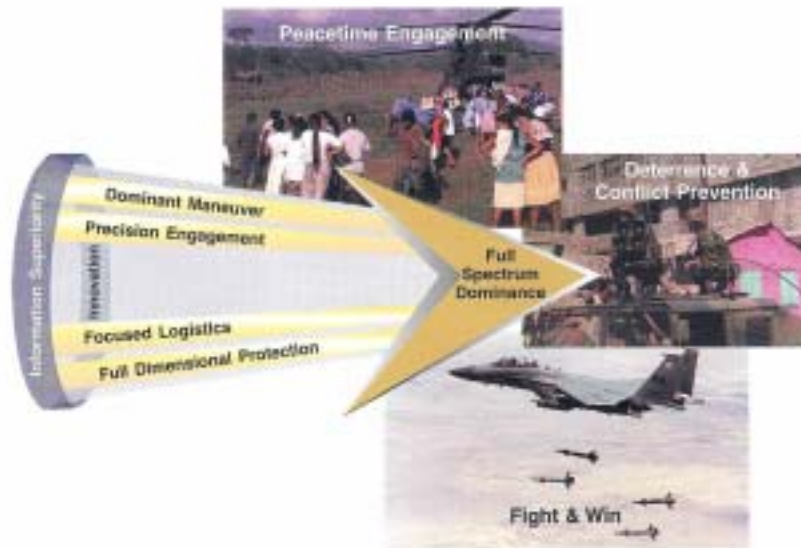 Peacetime Engagement
Deterrence &
Conflict Prevention
Information Superiority
Innovation
Dominant Maneuver
Precision Engagement
Focused Logistics
Full Dimensional Protection
Full
Spectrum
Dominance
Fight & Win